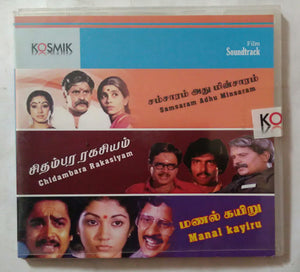 KOSMIK
Film
Soundtrack
சம்சாரம் அது மின்சாரம்
Samsaram Adhu Minsaram
KO
சிதம்பர ரகசியம்
Chidambara Rakasiyam
மணல் கயிறு
Manal kayiru